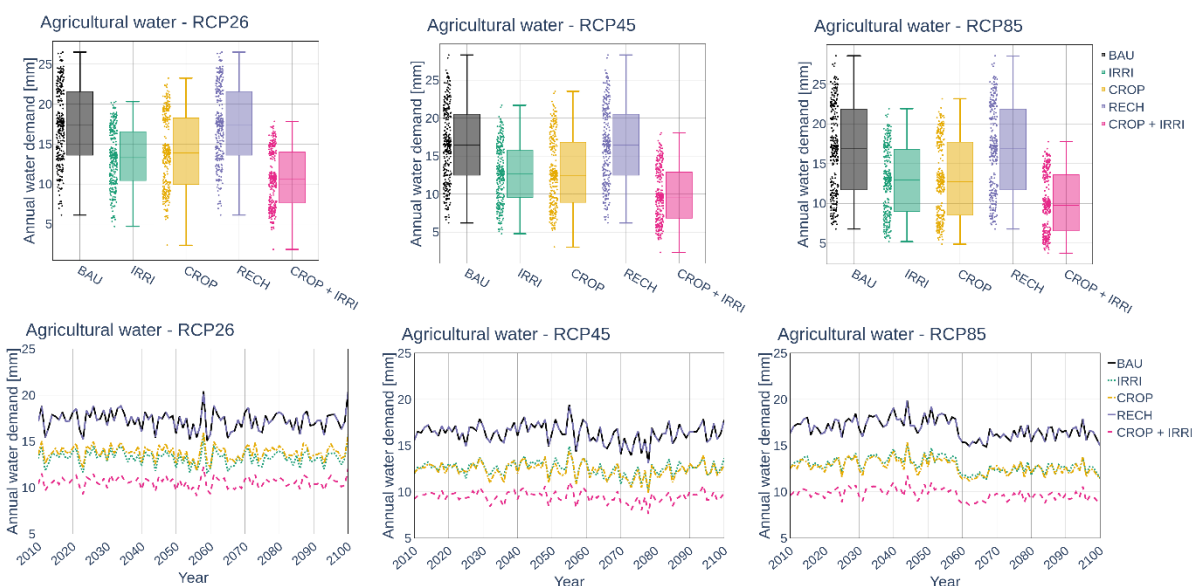 Agricultural water - RCP26
Agricultural water - RCP45
Agricultural water - RCP85
Annual water demand [mm]
25
20
15
10
5
BAU
IRRI
CROP
RECH
CROP + IRRI
Annual water demand [mm]
25
20
15
10
5
BAU
IRRI
CROP
RECH
CROP + IRRI
Annual water demand [mm]
25
20
15
10
5
BAU
IRRI
CROP
RECH
CROP + IRRI
BAU
IRRI
CROP
RECH
CROP + IRRI
Agricultural water - RCP26
Agricultural water - RCP45
Agricultural water - RCP85
Annual water demand [mm]
25
20
15
10
5
2010
2020
2030
2040
2050
2060
2070
2080
2090
2100
Year
Annual water demand [mm]
25
20
15
10
5
2010
2020
2030
2040
2050
2060
2070
2080
2090
2100
Year
Annual water demand [mm]
25
20
15
10
5
2010
2020
2030
2040
2050
2060
2070
2080
2090
2100
Year
BAU
IRRI
CROP
RECH
CROP + IRRI